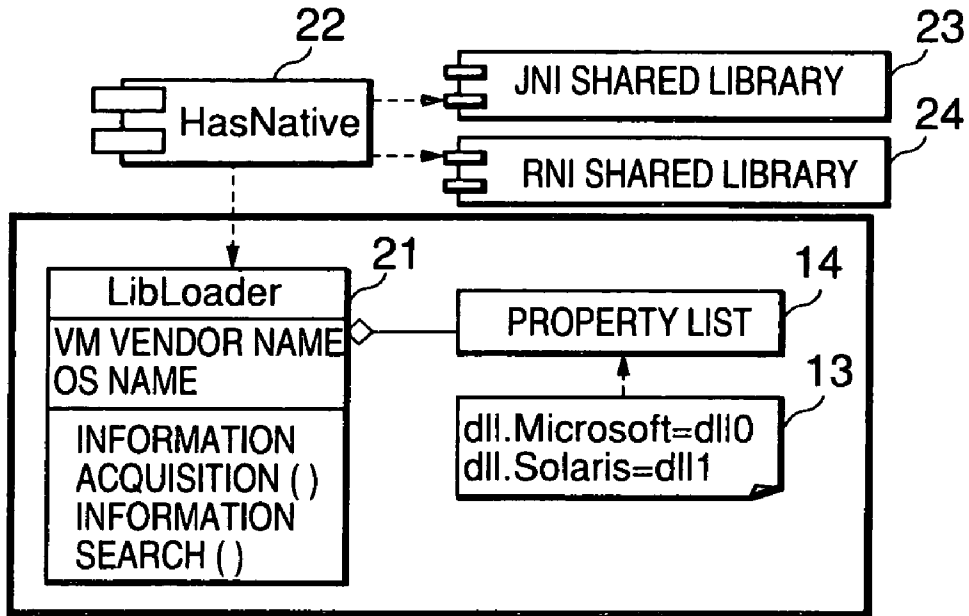 22
23
HasNative
JNI SHARED LIBRARY
24
RNI SHARED LIBRARY
21
LibLoader
VM VENDOR NAME
OS NAME
INFORMATION
ACQUISITION ( )
INFORMATION
SEARCH ( )
14
PROPERTY LIST
13
dll.Microsoft=dll0
dll.Solaris=dll1